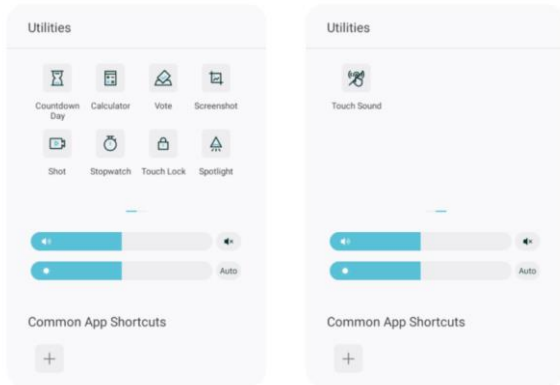 Utilities
Countdown Day
Calculator
Vote
Screenshot
Shot
Stopwatch
Touch Lock
Spotlight
Auto
Common App Shortcuts
Utilities
Touch Sound
Auto
Common App Shortcuts